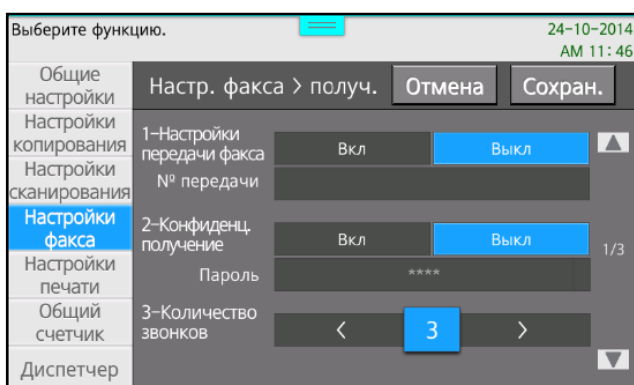 Выберите функцию.
24-10-2014
AM 11:46
Общие
настройки
Настройки
копирования
Настройки
сканирования
Настройки
факса
Настройки
печати
Общий
счетчик
Диспетчер
Настр. факса > получ.
Отмена
Сохран.
1-Настройки
передачи факса
Вкл
Выкл
№ передачи
2-Конфиденц.
получение
Вкл
Выкл
Пароль
****
3-Количество
звонков
<
3
>
1/3